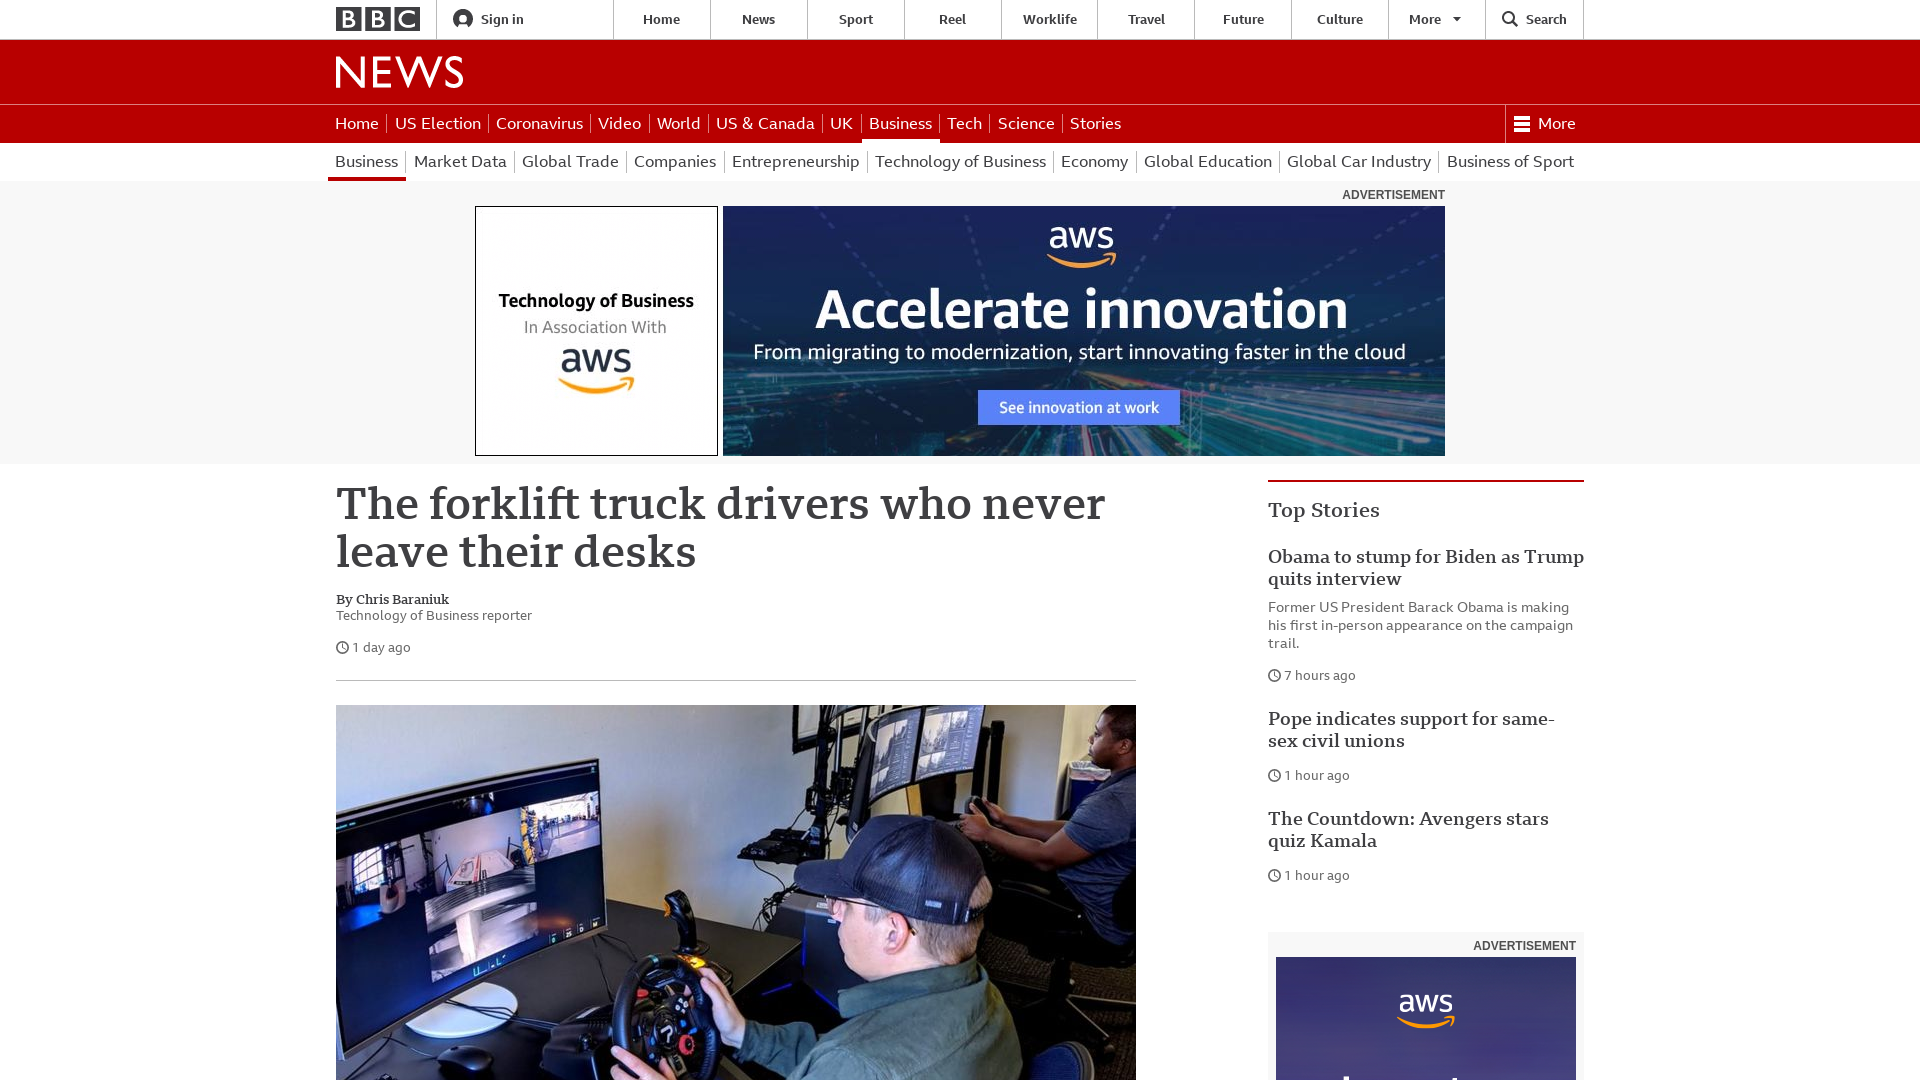 BBC
Sign in
Home
News
Sport
Reel
Worklife
Travel
Future
Culture
More
Search
NEWS
Home
US Election
Coronavirus
Video
World
US & Canada
UK
Business
Tech
Science
Stories
More
Business
Market Data
Global Trade
Companies
Entrepreneurship
Technology of Business
Economy
Global Education
Global Car Industry
Business of Sport
ADVERTISEMENT
Technology of Business
In Association With
aws
aws
Accelerate innovation
From migrating to modernization, start innovating faster in the cloud
See innovation at work
The forklift truck drivers who never
leave their desks
By Chris Baraniuk
Technology of Business reporter
1 day ago
Top Stories
Obama to stump for Biden as Trump
quits interview
Former US President Barack Obama is making
his first in-person appearance on the campaign
trail.
7 hours ago
Pope indicates support for same-
sex civil unions
1 hour ago
The Countdown: Avengers stars
quiz Kamala
1 hour ago
ADVERTISEMENT
aws